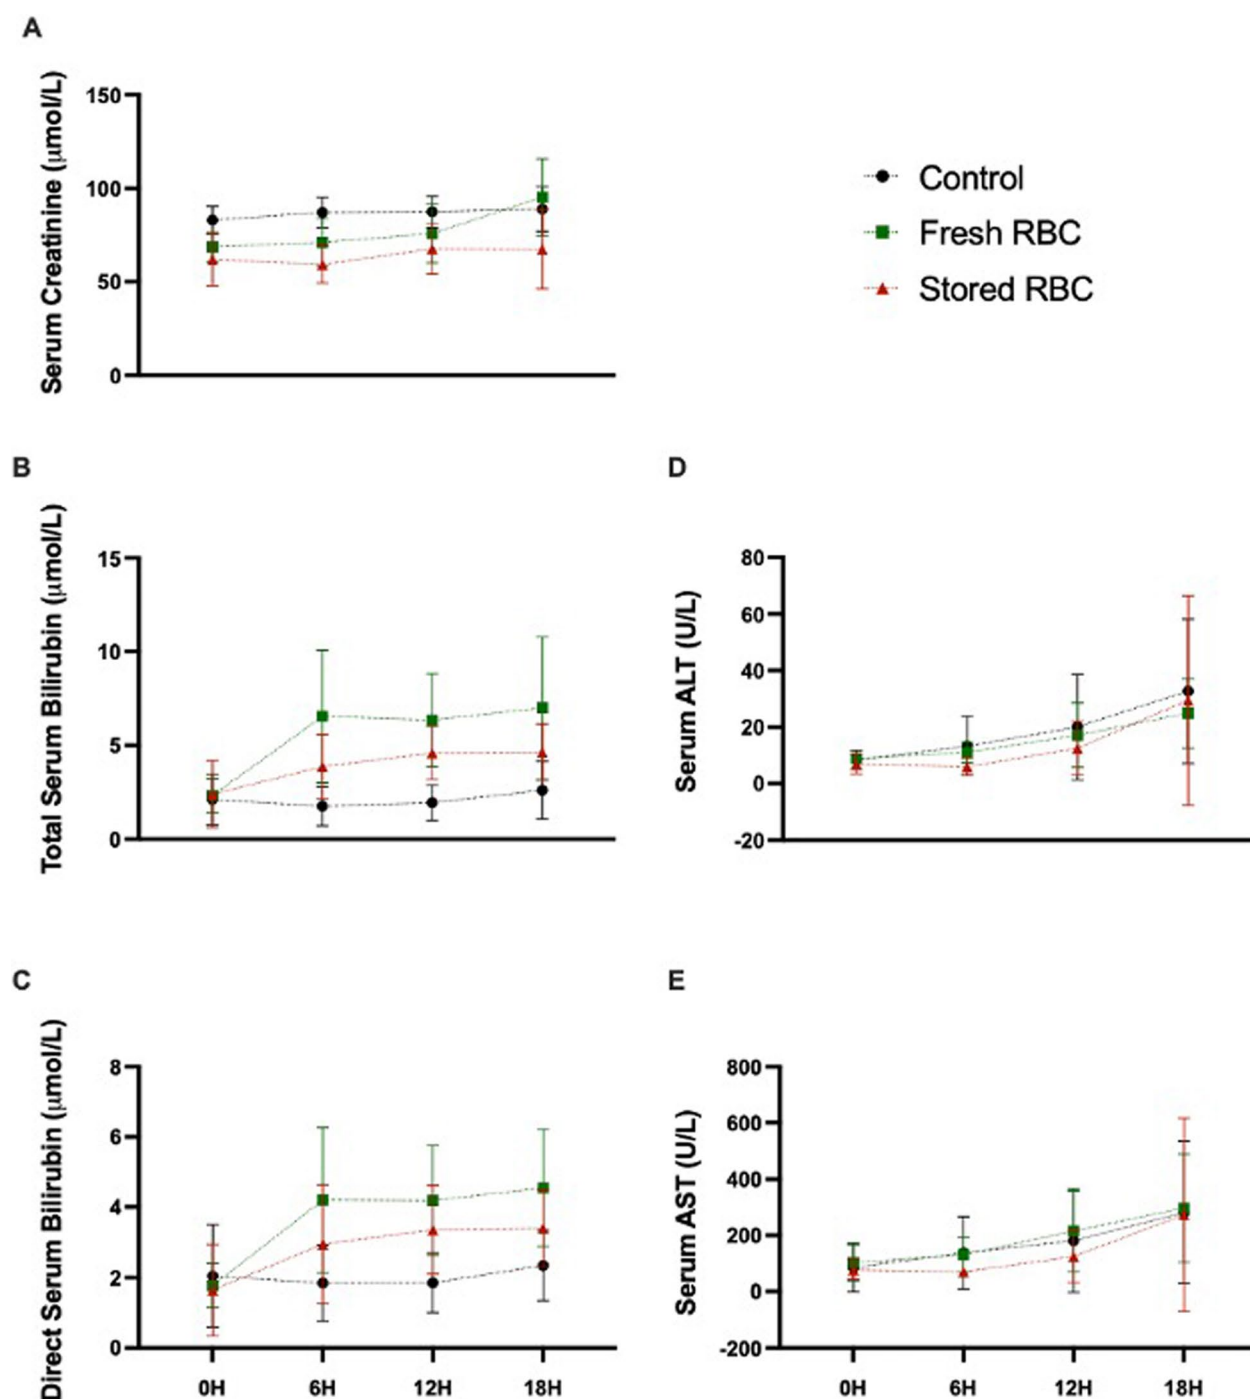 A
Serum Creatinine (μmol/L)
150
100
50
0
Control
Fresh RBC
Stored RBC
B
Total Serum Bilirubin (μmol/L)
15
10
5
0
D
Serum ALT (U/L)
80
60
40
20
0
-20
C
Direct Serum Bilirubin (μmol/L)
8
6
4
2
0
0H 6H 12H 18H
E
Serum AST (U/L)
800
600
400
200
0
-200
0H 6H 12H 18H